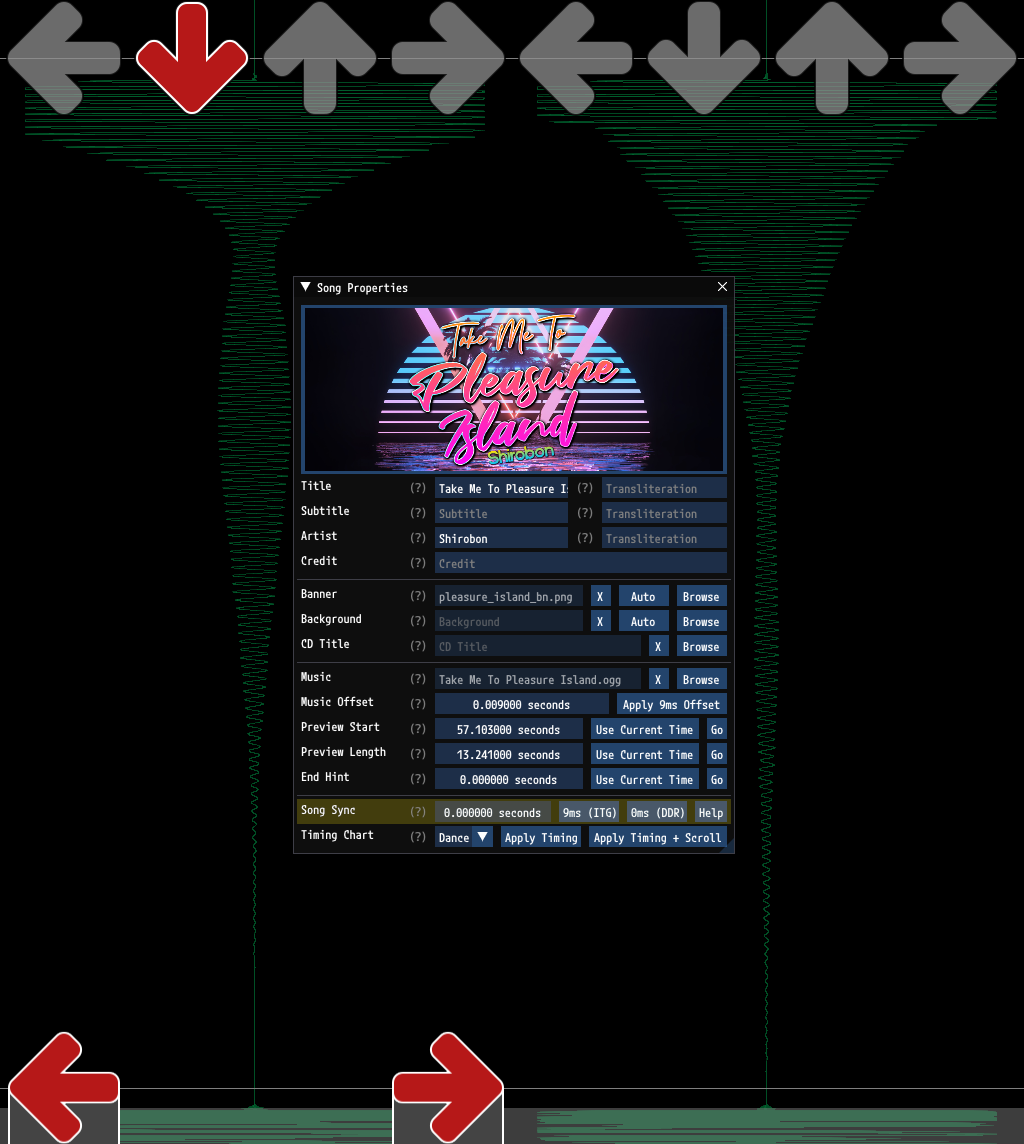 Song Properties
Take Me To
Pleasure
Island
Shirobon
Title (?) Take Me To Pleasure Is (?) Transliteration
Subtitle (?) Subtitle (?) Transliteration
Artist (?) Shirobon (?) Transliteration
Credit (?) Credit
Banner (?) pleasure_island_bn.png X Auto Browse
Background (?) Background X Auto Browse
CD Title (?) CD Title X Browse
Music (?) Take Me To Pleasure Island.ogg X Browse
Music Offset (?) 0.009000 seconds Apply 9ms Offset
Preview Start (?) 57.103000 seconds Use Current Time Go
Preview Length (?) 13.241000 seconds Use Current Time Go
End Hint (?) 0.000000 seconds Use Current Time Go
Song Sync (?) 0.000000 seconds 9ms (ITG) 0ms (DDR) Help
Timing Chart (?) Dance Apply Timing Apply Timing + Scroll